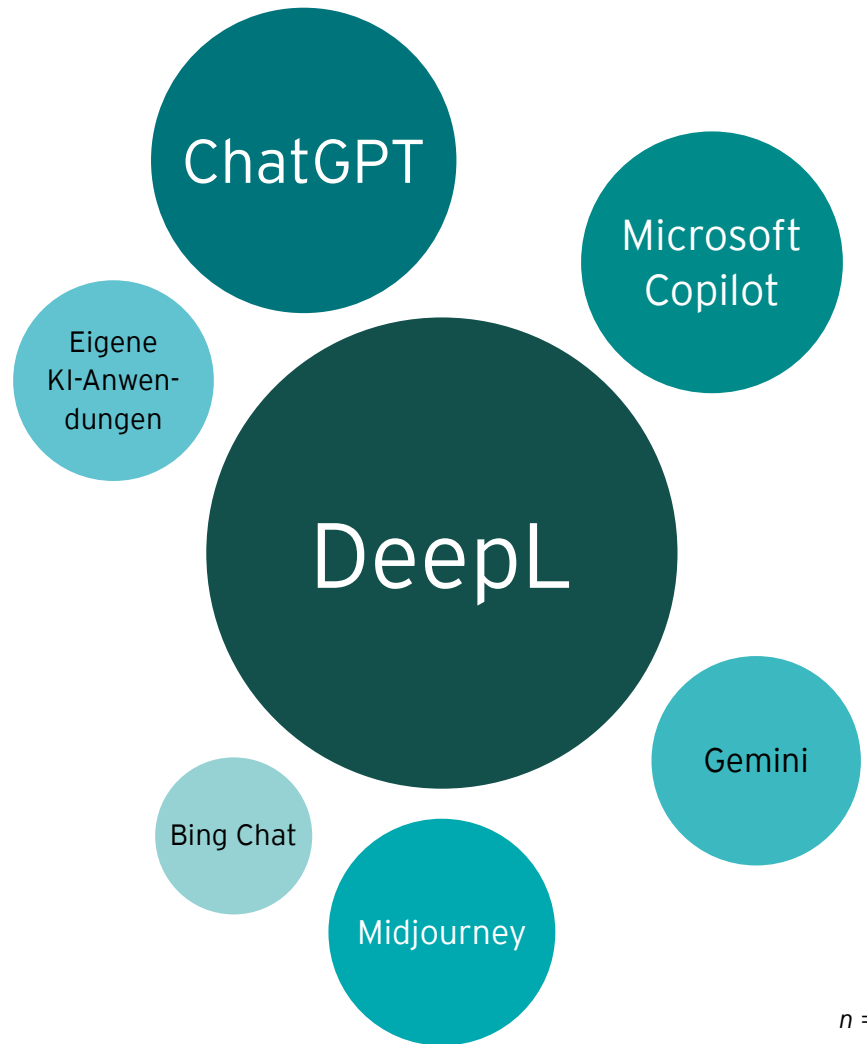 ChatGPT
Microsoft
Copilot
Eigene
KI-Anwen-
dungen
DeepL
Gemini
Bing Chat
Midjourney
n =